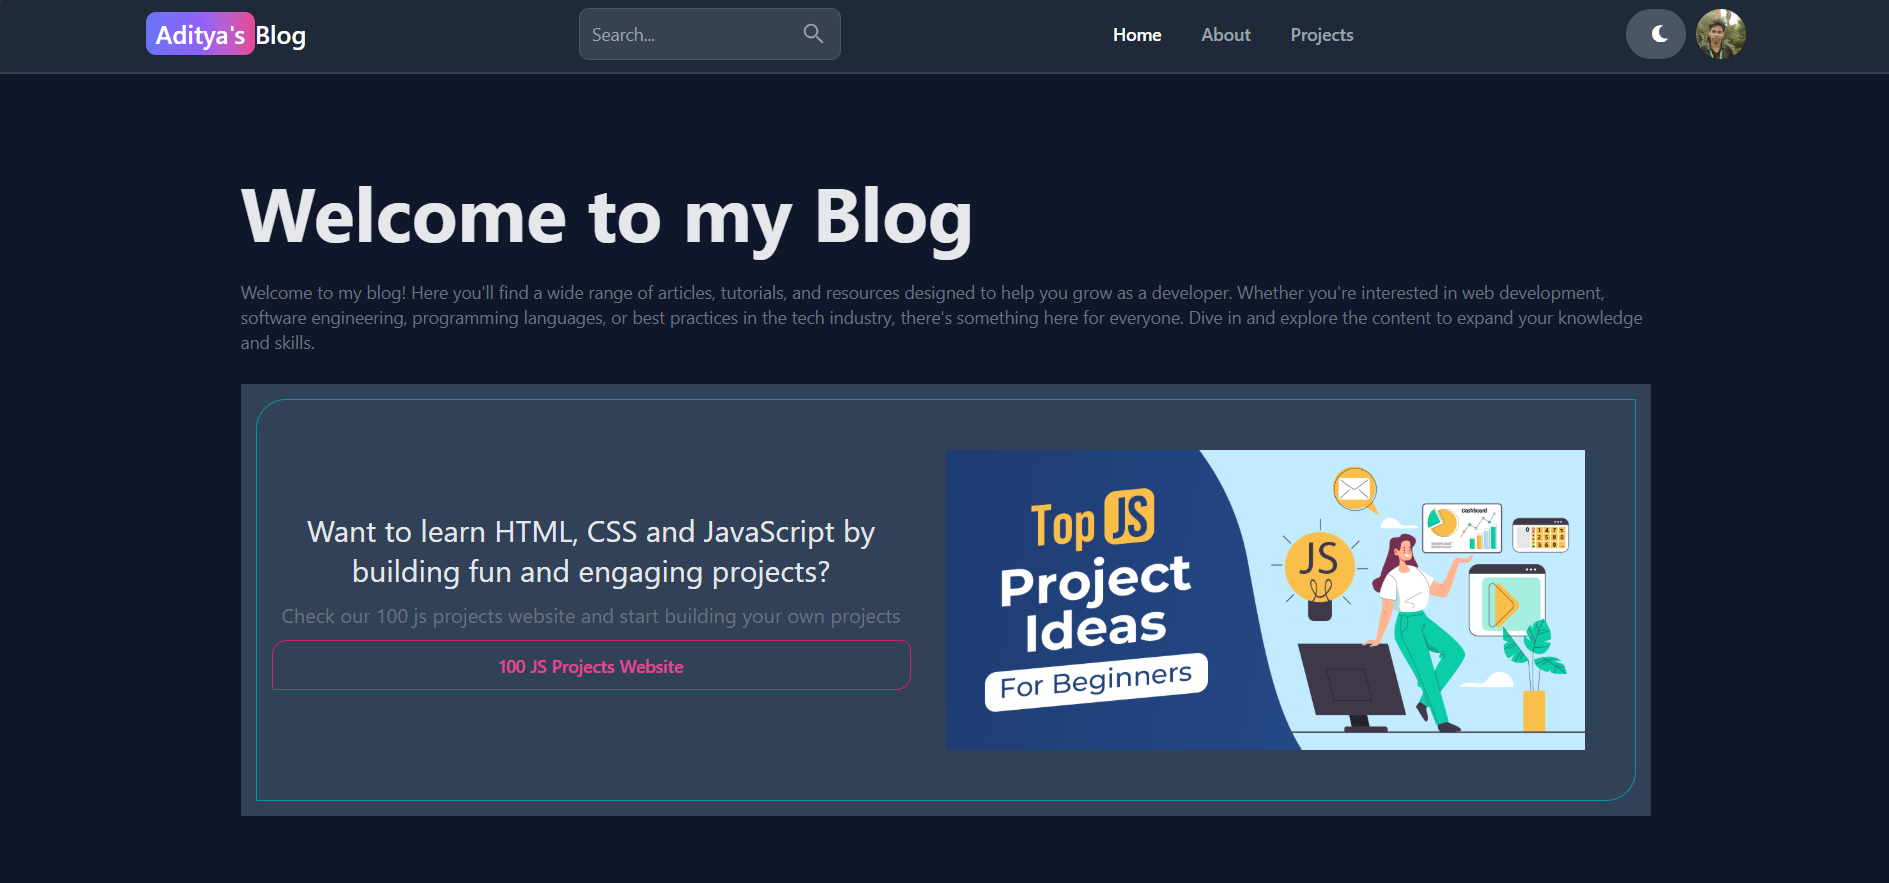 Aditya's Blog
Search...
Home
About
Projects
Welcome to my Blog
Welcome to my blog! Here you'll find a wide range of articles, tutorials, and resources designed to help you grow as a developer. Whether you're interested in web development,
software engineering, programming languages, or best practices in the tech industry, there's something here for everyone. Dive in and explore the content to expand your knowledge
and skills.
Want to learn HTML, CSS and JavaScript by
building fun and engaging projects?
Check our 100 js projects website and start building your own projects
100 JS Projects Website
Top JS
Project
Ideas
For Beginners
JS
Dashboard